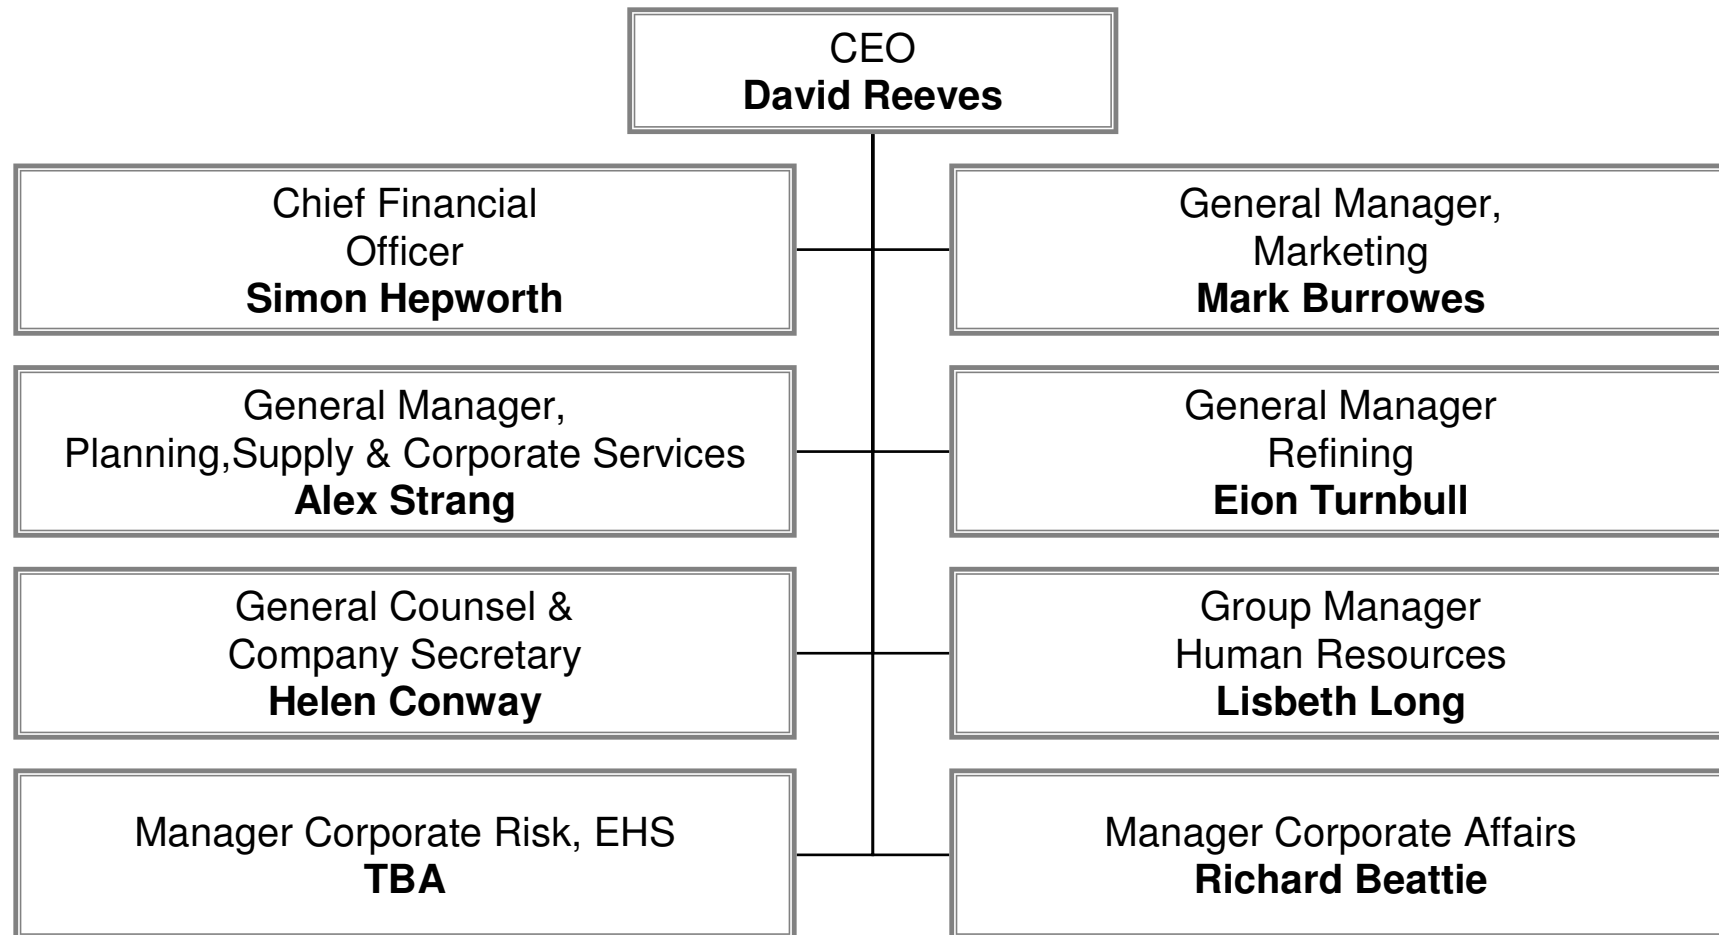 CEO
David Reeves
Chief Financial
Officer
Simon Hepworth
General Manager,
Marketing
Mark Burrowes
General Manager,
Planning,Supply & Corporate Services
Alex Strang
General Manager
Refining
Eion Turnbull
General Counsel &
Company Secretary
Helen Conway
Group Manager
Human Resources
Lisbeth Long
Manager Corporate Risk, EHS
TBA
Manager Corporate Affairs
Richard Beattie